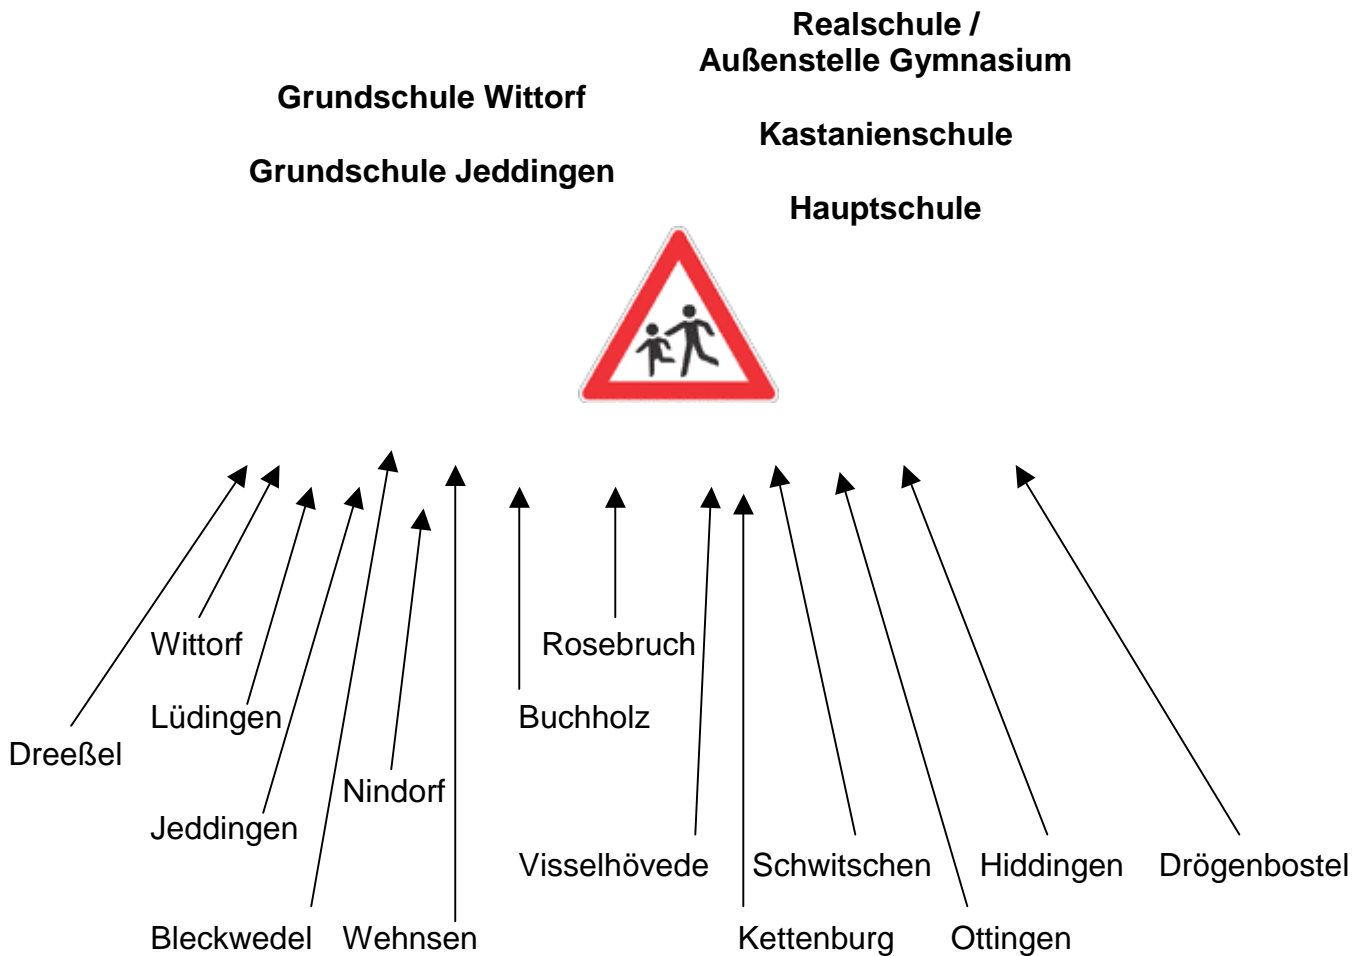 Realschule /
Außenstelle Gymnasium
Grundschule Wittorf
Kastanienschule
Grundschule Jeddingen
Hauptschule
Wittorf
Rosebruch
Lüdingen
Buchholz
Dreeßel
Nindorf
Jeddingen
Visselhövede
Schwitschen
Hiddingen
Drögenbostel
Bleckwedel
Wehnsen
Kettenburg
Ottingen